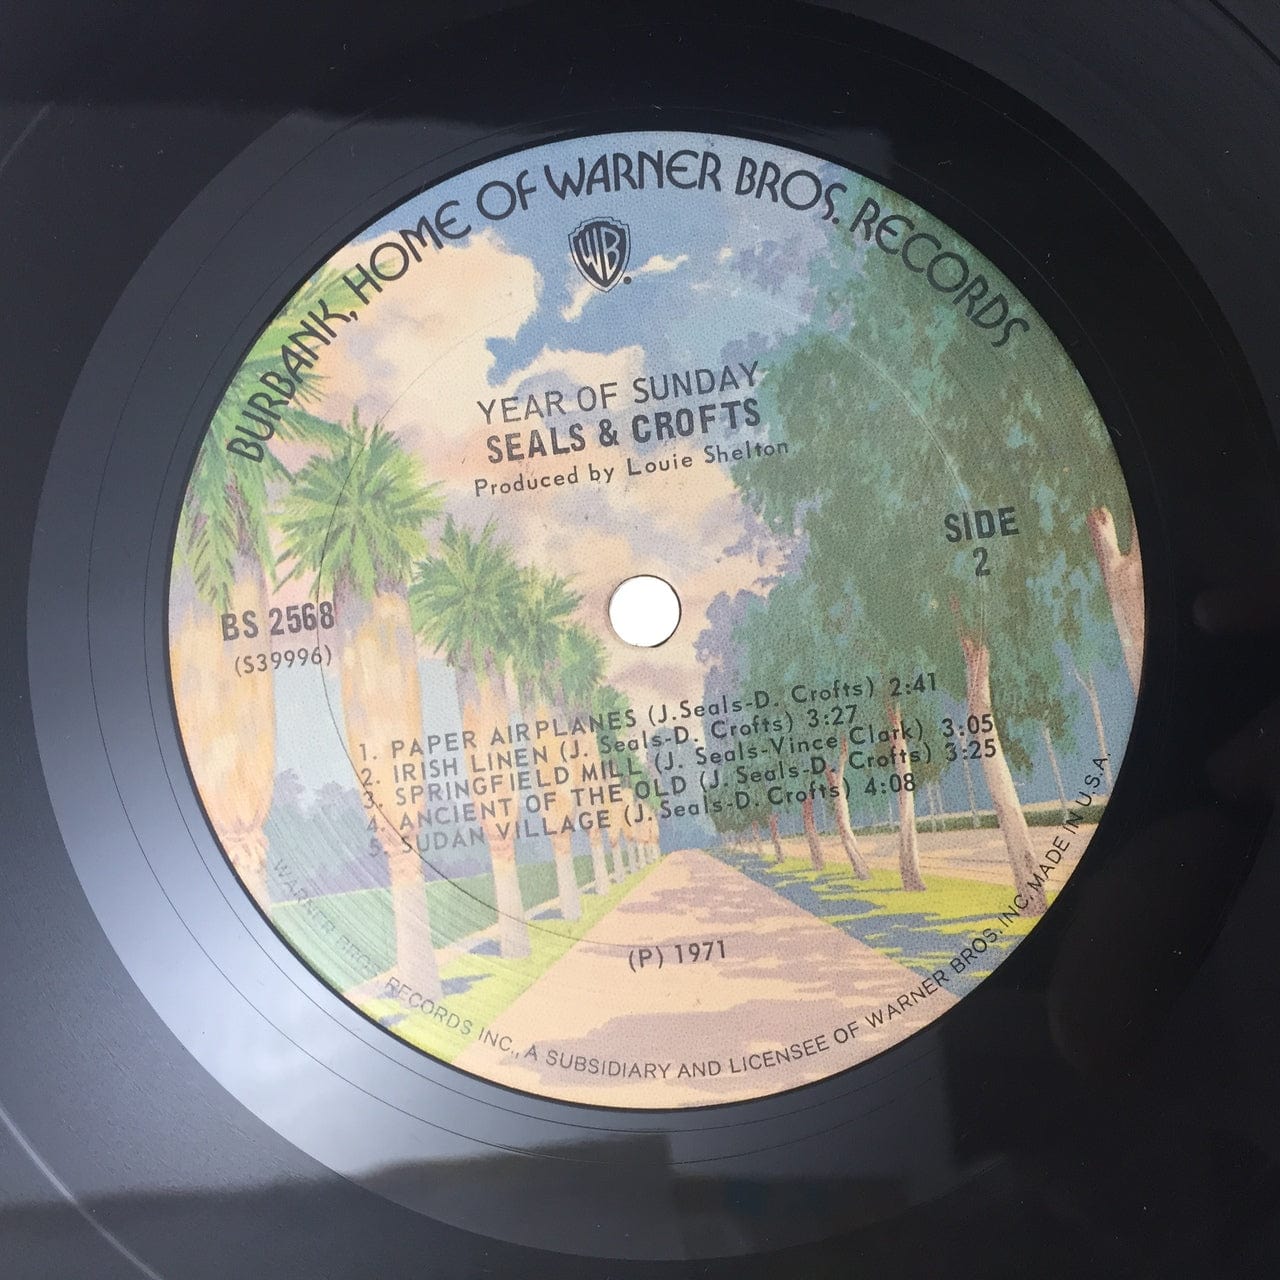 BURBANK, HOME OF WARNER BROS. RECORDS
WB
YEAR OF SUNDAY
SEALS & CROFTS
Produced by Louie Shelton
SIDE
2
BS 2568
(S39996)
1. PAPER AIRPLANES (J.Seals-D. Crofts) 2:41
2. IRISH LINEN (J. Seals-D. Crofts) 3:27
3. SPRINGFIELD MILL (J. Seals-Vince Clark) 3:05
4. ANCIENT OF THE OLD (J. Seals-D. Crofts) 3:25
5. SUDAN VILLAGE (J. Seals-D. Crofts) 4:08
(P) 1971
WARNER BROS. RECORDS INC., A SUBSIDIARY AND LICENSEE OF WARNER BROS. INC. MADE IN U.S.A.